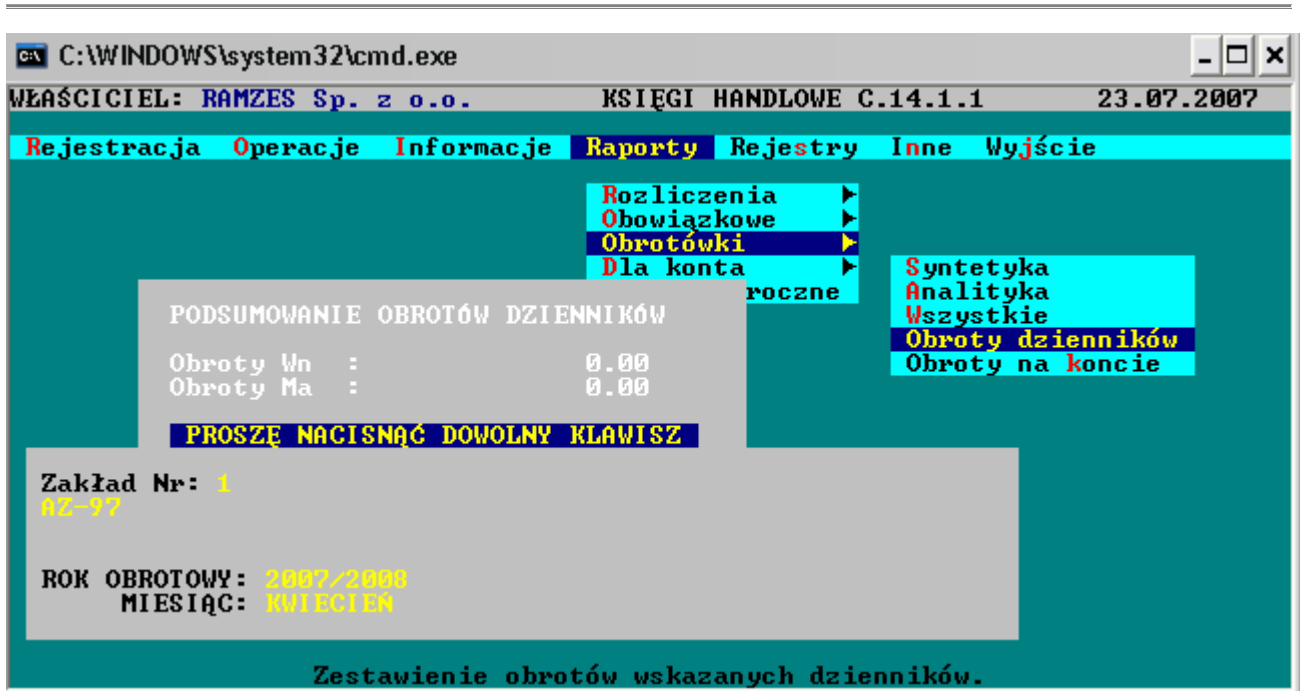 C:\WINDOWS\system32\cmd.exe
WŁAŚCICIEL: RAMZES Sp. z o.o. KSIĘGI HANDLOWE C.14.1.1 23.07.2007
Rejestracja Operacje Informacje Raporty Rejestry Inne Wyjście
Rozliczenia
Obowiązkowe
Obrotówki
Dla konta
roczne
Syntetyka
Analityka
Wszystkie
Obroty dzienników
Obroty na koncie
PODSUMOWANIE OBROTÓW DZIENNIKÓW
Obroty Wn : 0.00
Obroty Ma : 0.00
PROSZĘ NACISNĄĆ DOWOLNY KLAWISZ
Zakład Nr: 1
AZ-97
ROK OBROTOWY: 2007/2008
MIESIĄC: KWIECIEŃ
Zestawienie obrotów wskazanych dzienników.